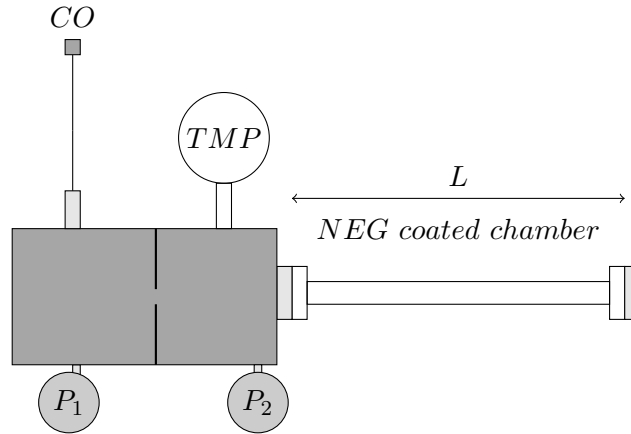 CO
TMP
L
NEG coated chamber
P₁
P₂